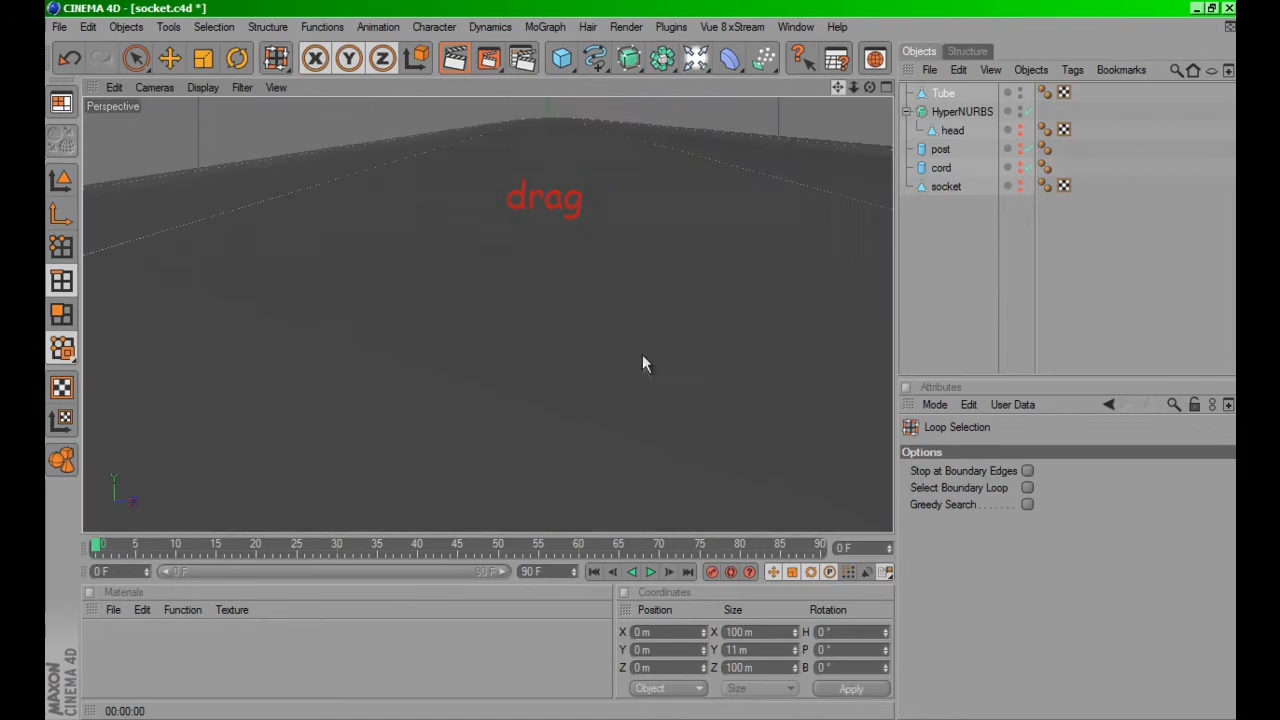 CINEMA 4D - [socket.c4d *]
File Edit Objects Tools Selection Structure Functions Animation Character Dynamics MoGraph Hair Render Plugins Vue 8 xStream Window Help
X Y Z
Objects Structure
File Edit View Objects Tags Bookmarks
Edit Cameras Display Filter View
Perspective
Tube
HyperNURBS
head
post
cord
socket
drag
Y
X
Attributes
Mode Edit User Data
Loop Selection
Options
Stop at Boundary Edges
Select Boundary Loop
Greedy Search . . . . . . .
0 5 10 15 20 25 30 35 40 45 50 55 60 65 70 75 80 85 90 0 F
0 F 0 F 90 F 90 F
Materials
File Edit Function Texture
Coordinates
Position Size Rotation
X 0 m X 100 m H 0 °
Y 0 m Y 11 m P 0 °
Z 0 m Z 100 m B 0 °
Object Size Apply
MAXON
CINEMA 4D
00:00:00